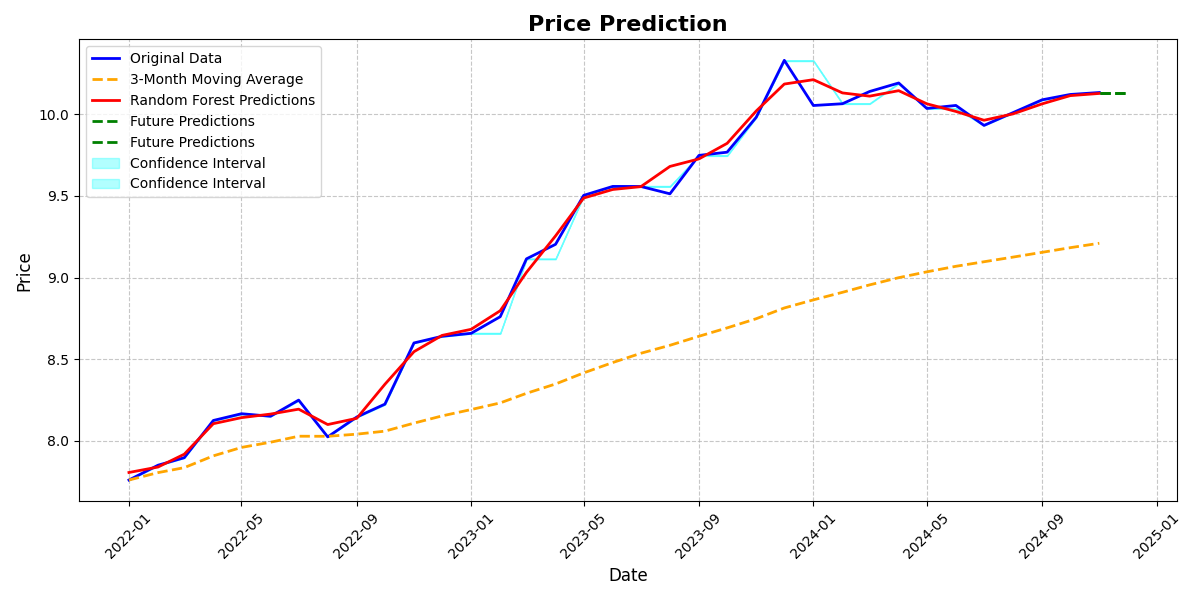 Price Prediction
Original Data
3-Month Moving Average
Random Forest Predictions
Future Predictions
Future Predictions
Confidence Interval
Confidence Interval
Price
10.0
9.5
9.0
8.5
8.0
2022-01
2022-05
2022-09
2023-01
2023-05
2023-09
2024-01
2024-05
2024-09
2025-01
Date